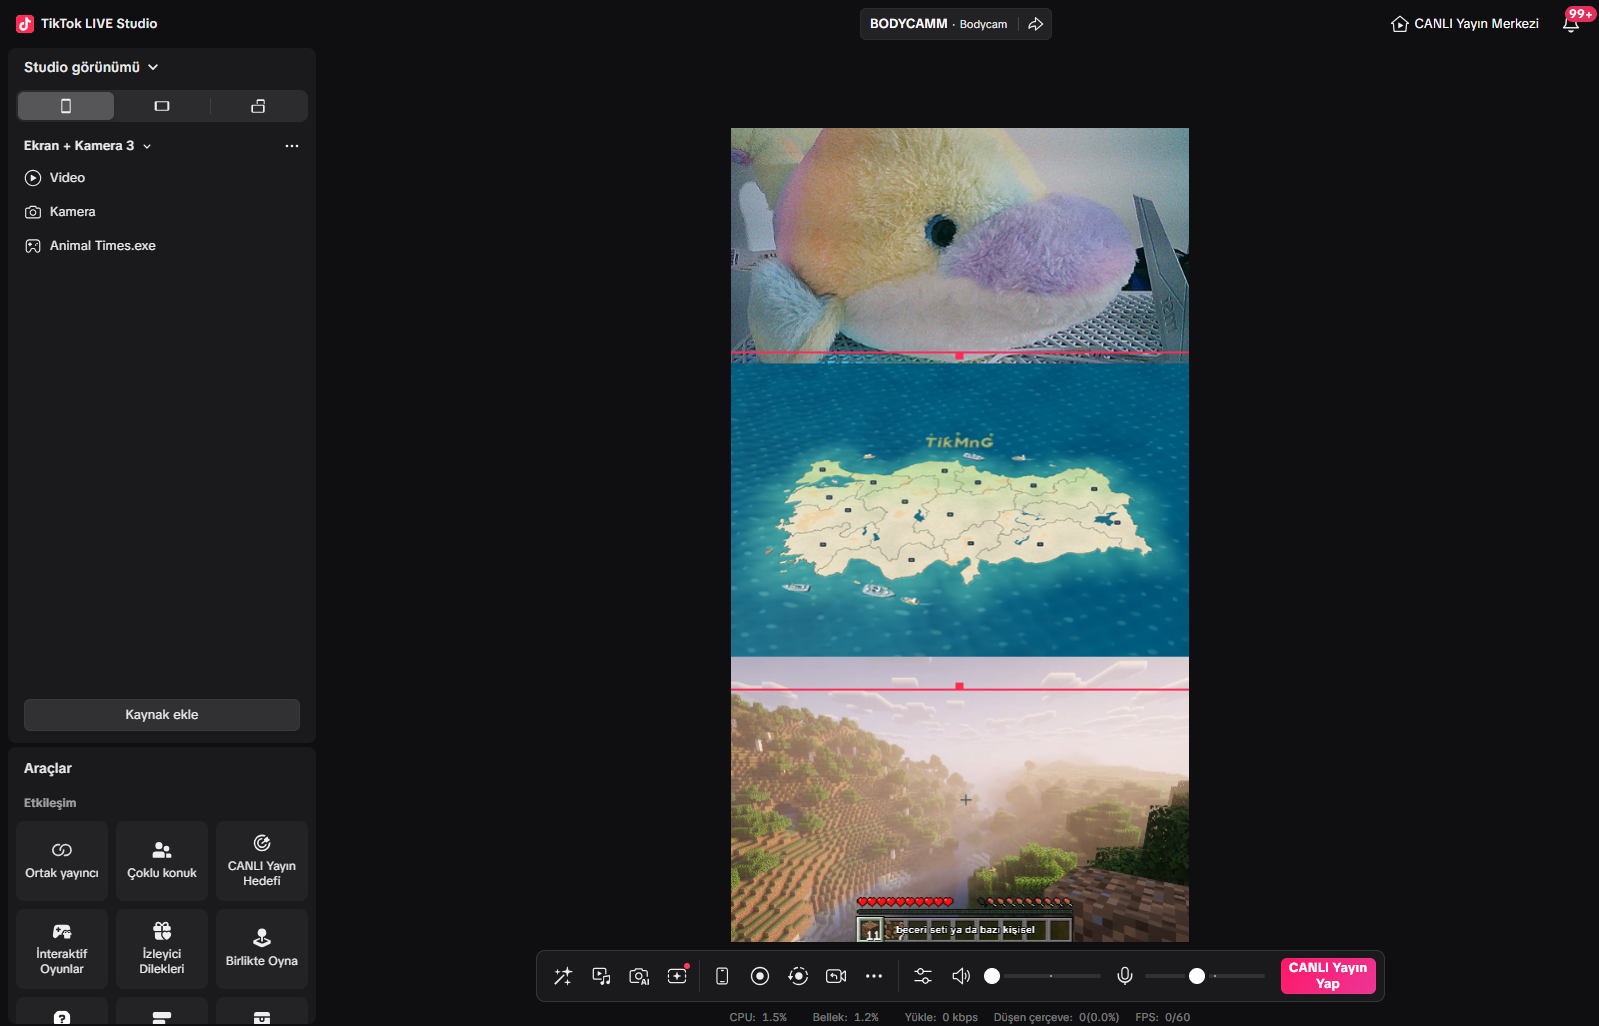 TikTok LIVE Studio
BODYCAMM · Bodycam
CANLI Yayın Merkezi
99+
Studio görünümü
Ekran + Kamera 3
Video
Kamera
Animal Times.exe
TikMnG
Kaynak ekle
Araçlar
Etkileşim
Ortak yayıncı
Çoklu konuk
CANLI Yayın
Hedefi
İnteraktif
Oyunlar
İzleyici
Dilekleri
Birlikte Oyna
11
beceri seti ya da bazı kişisel
AI
CANLI Yayın
Yap
CPU: 1.5% Bellek: 1.2% Yükle: 0 kbps Düşen çerçeve: 0(0.0%) FPS: 0/60